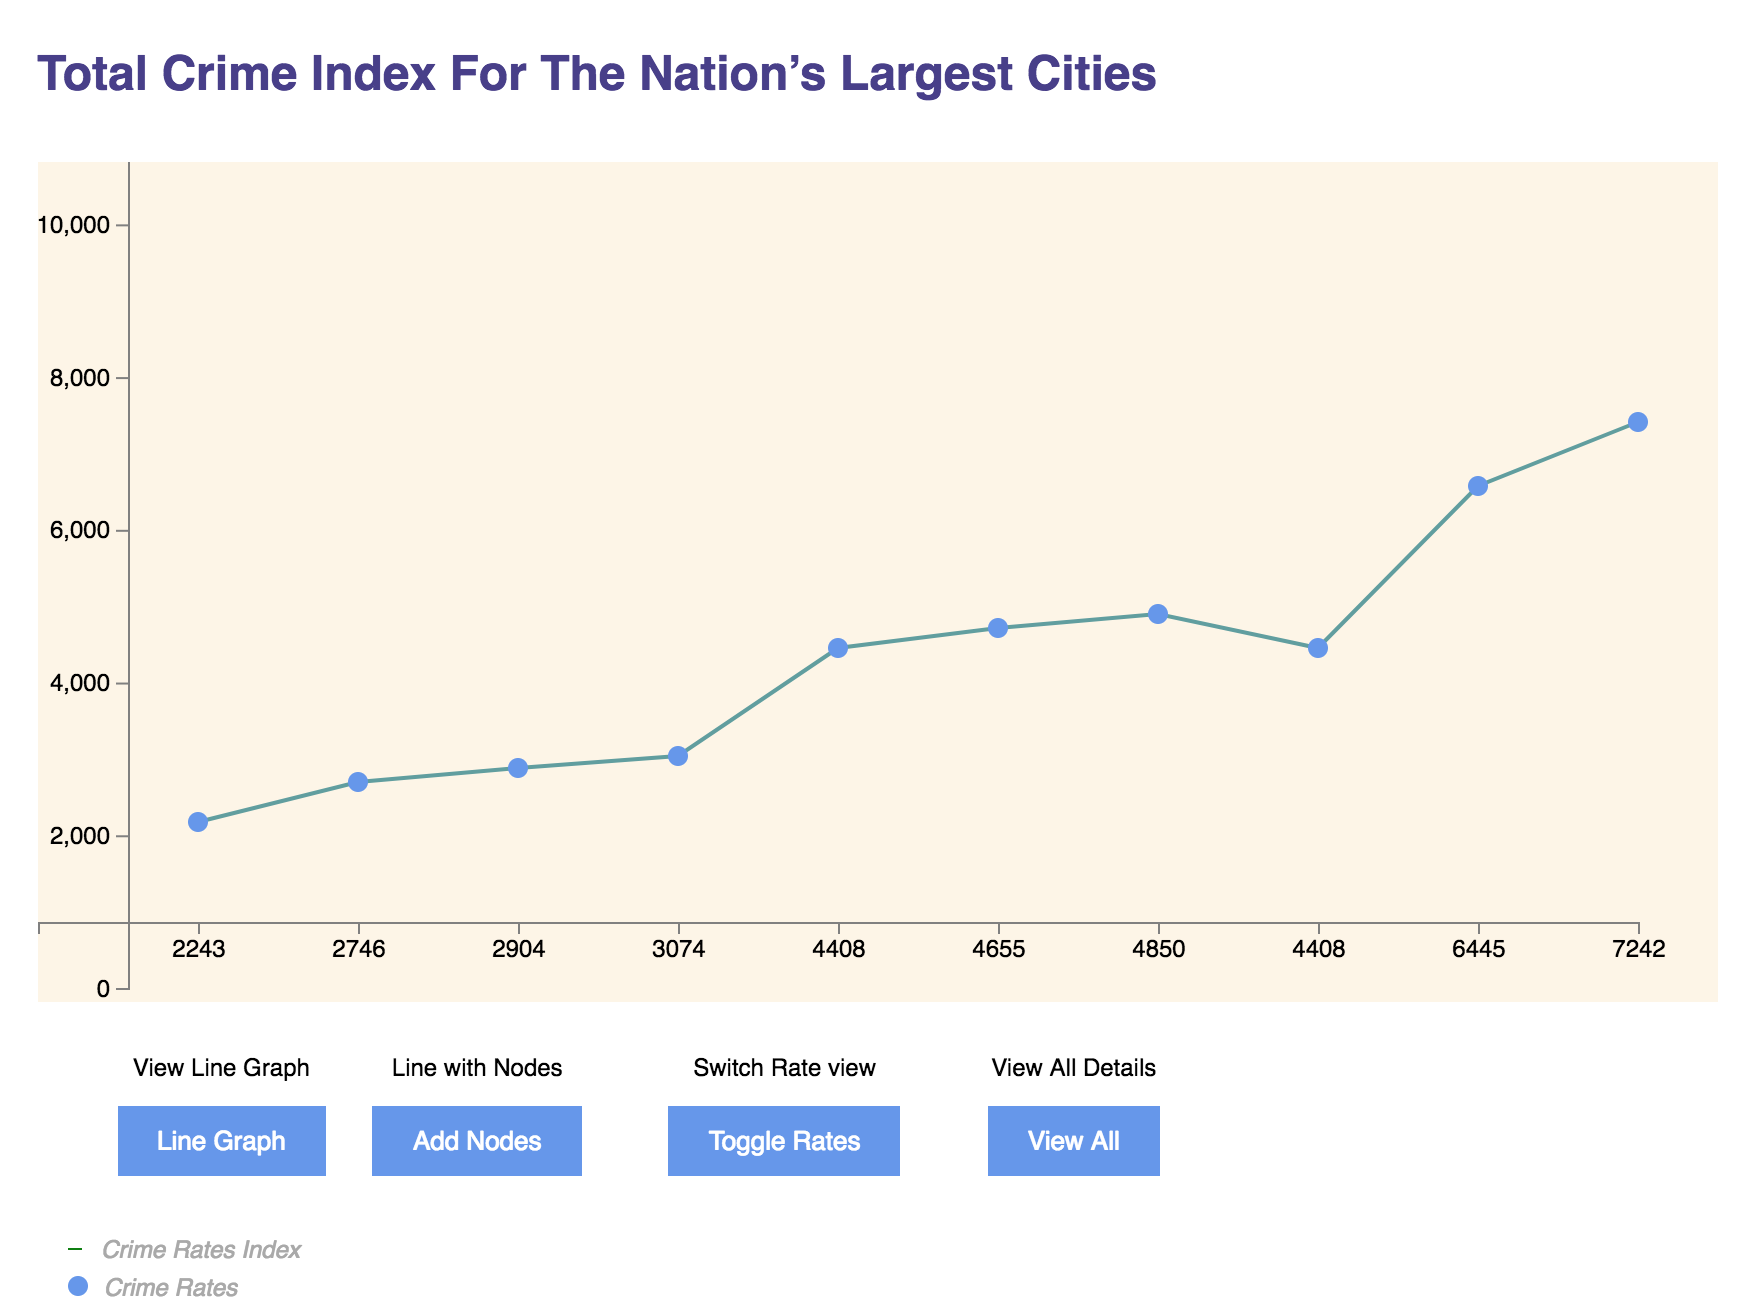 Total Crime Index For The Nation’s Largest Cities
10,000
8,000
6,000
4,000
2,000
0
2243 2746 2904 3074 4408 4655 4850 4408 6445 7242
View Line Graph Line with Nodes Switch Rate view View All Details
Line Graph Add Nodes Toggle Rates View All
Crime Rates Index
Crime Rates